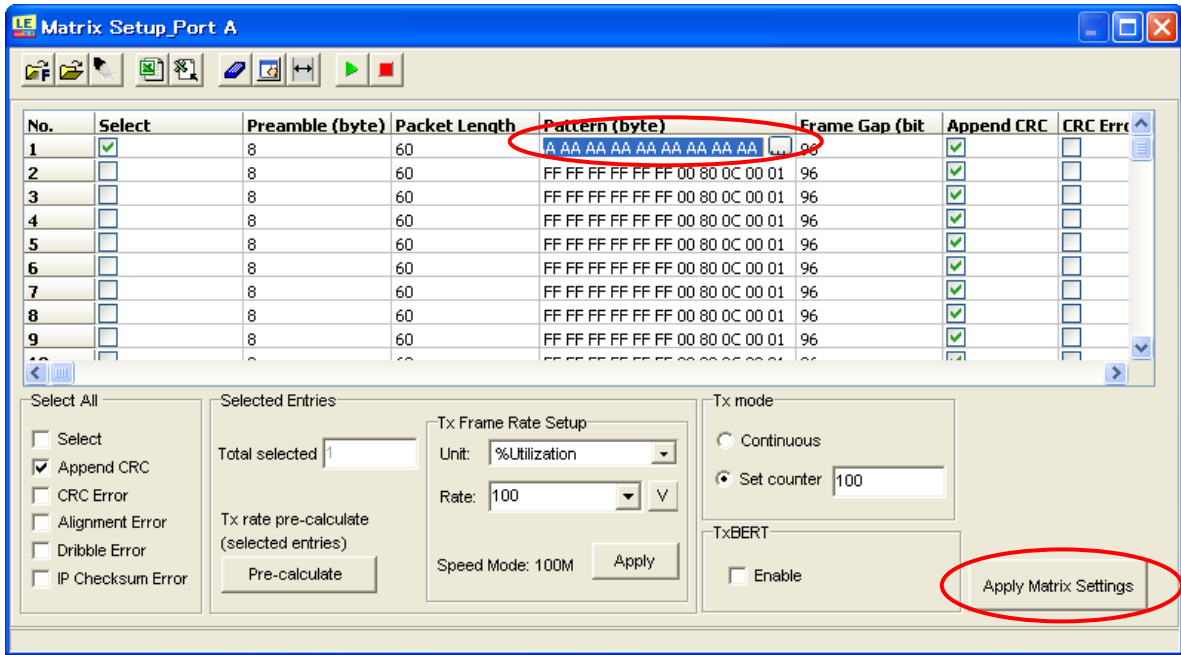 Matrix Setup_Port A
No. Select Preamble (byte) Packet Length Pattern (byte) Frame Gap (bit Append CRC CRC Erro
1 8 60 A AA AA AA AA AA AA AA AA ... 96
2 8 60 FF FF FF FF FF FF 00 80 0C 00 01 96
3 8 60 FF FF FF FF FF FF 00 80 0C 00 01 96
4 8 60 FF FF FF FF FF FF 00 80 0C 00 01 96
5 8 60 FF FF FF FF FF FF 00 80 0C 00 01 96
6 8 60 FF FF FF FF FF FF 00 80 0C 00 01 96
7 8 60 FF FF FF FF FF FF 00 80 0C 00 01 96
8 8 60 FF FF FF FF FF FF 00 80 0C 00 01 96
9 8 60 FF FF FF FF FF FF 00 80 0C 00 01 96
Select All
Select
Append CRC
CRC Error
Alignment Error
Dribble Error
IP Checksum Error
Selected Entries
Total selected 1
Tx rate pre-calculate
(selected entries)
Pre-calculate
Tx Frame Rate Setup
Unit: %Utilization
Rate: 100 V
Speed Mode: 100M Apply
Tx mode
Continuous
Set counter 100
TxBERT
Enable
Apply Matrix Settings